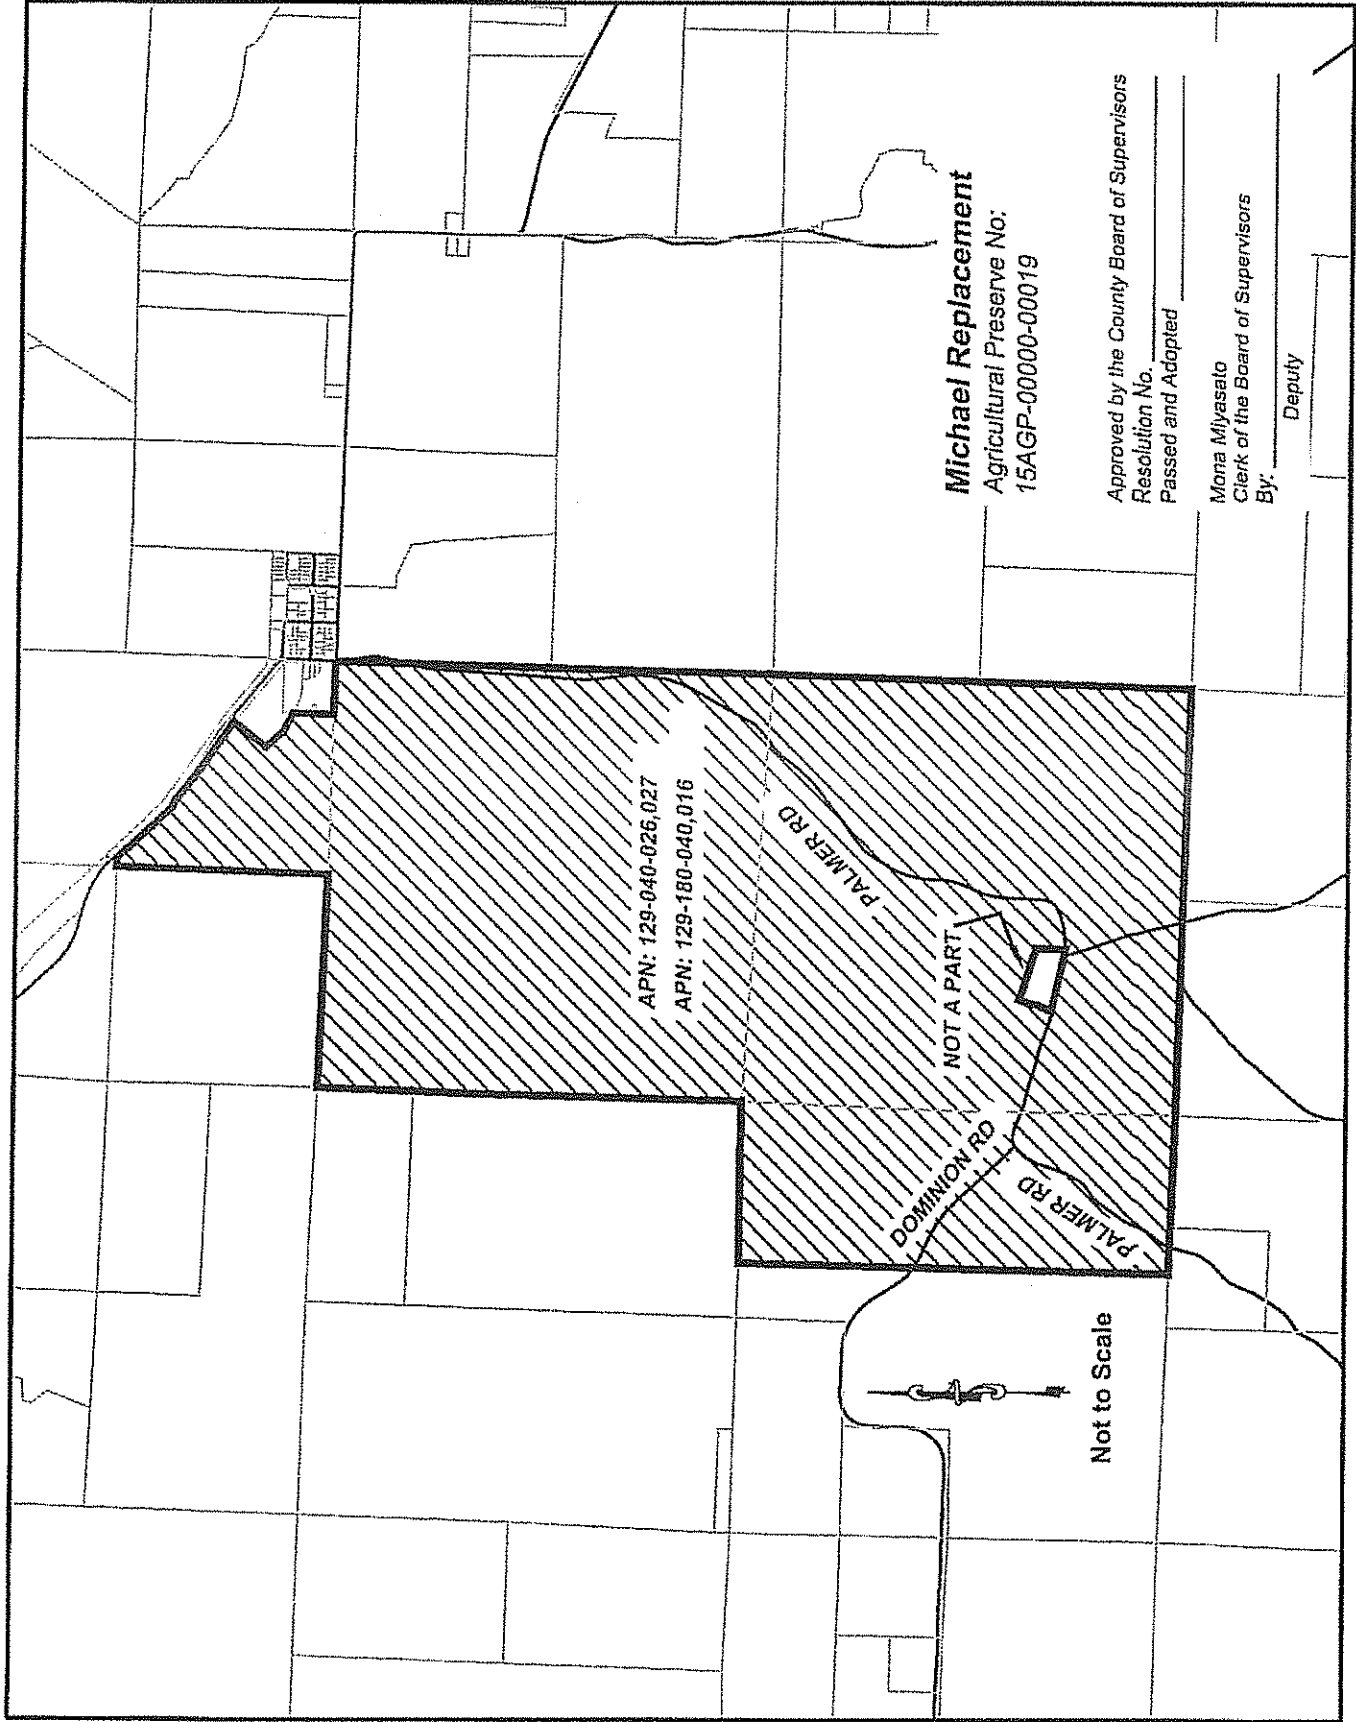 APN: 129-040-026,027
APN: 129-180-040,016
PALMER RD
NOT A PART
DOMINION RD
PALMER RD
Not to Scale
Michael Replacement
Agricultural Preserve No:
15AGP-00000-00019
Approved by the County Board of Supervisors
Resolution No.
Passed and Adopted
Mona Miyasato
Clerk of the Board of Supervisors
By:
Deputy